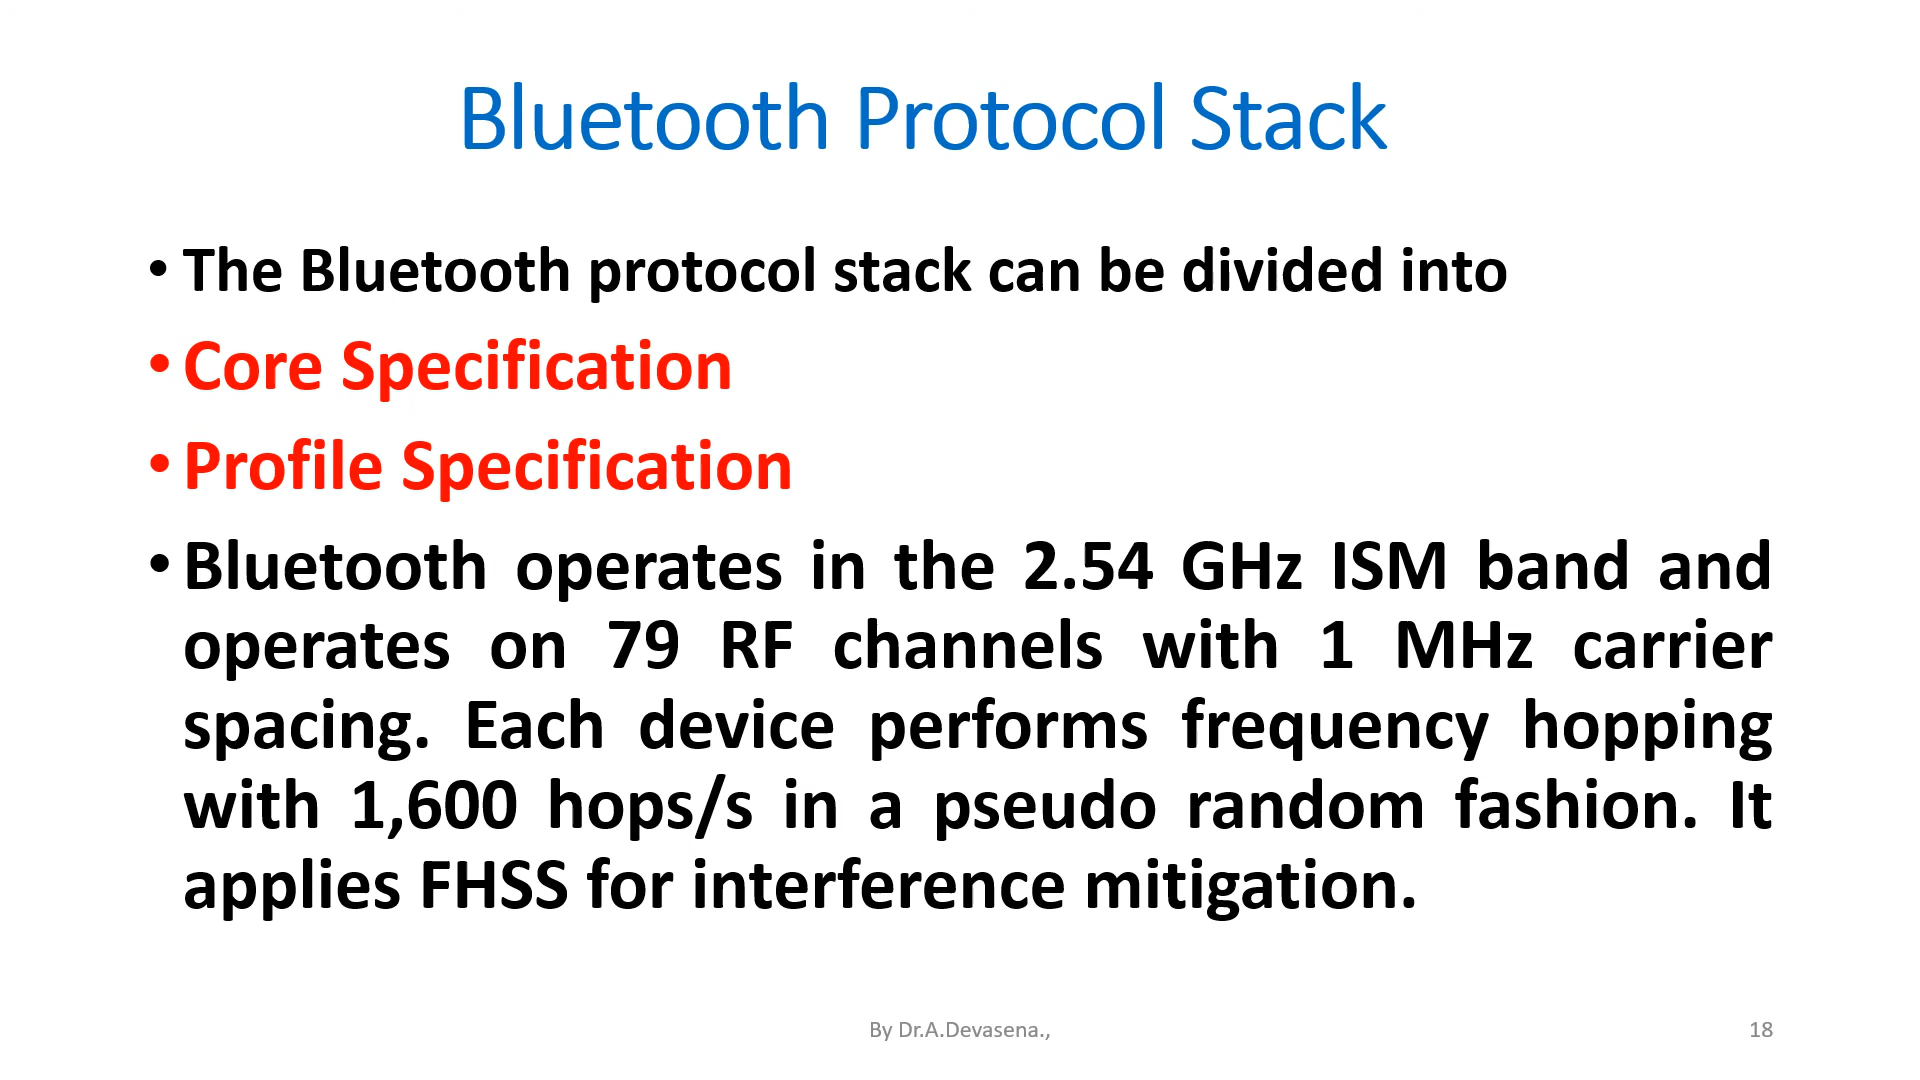 Bluetooth Protocol Stack
• The Bluetooth protocol stack can be divided into
• Core Specification
• Profile Specification
• Bluetooth operates in the 2.54 GHz ISM band and
operates on 79 RF channels with 1 MHz carrier
spacing. Each device performs frequency hopping
with 1,600 hops/s in a pseudo random fashion. It
applies FHSS for interference mitigation.
By Dr.A.Devasena.,
18